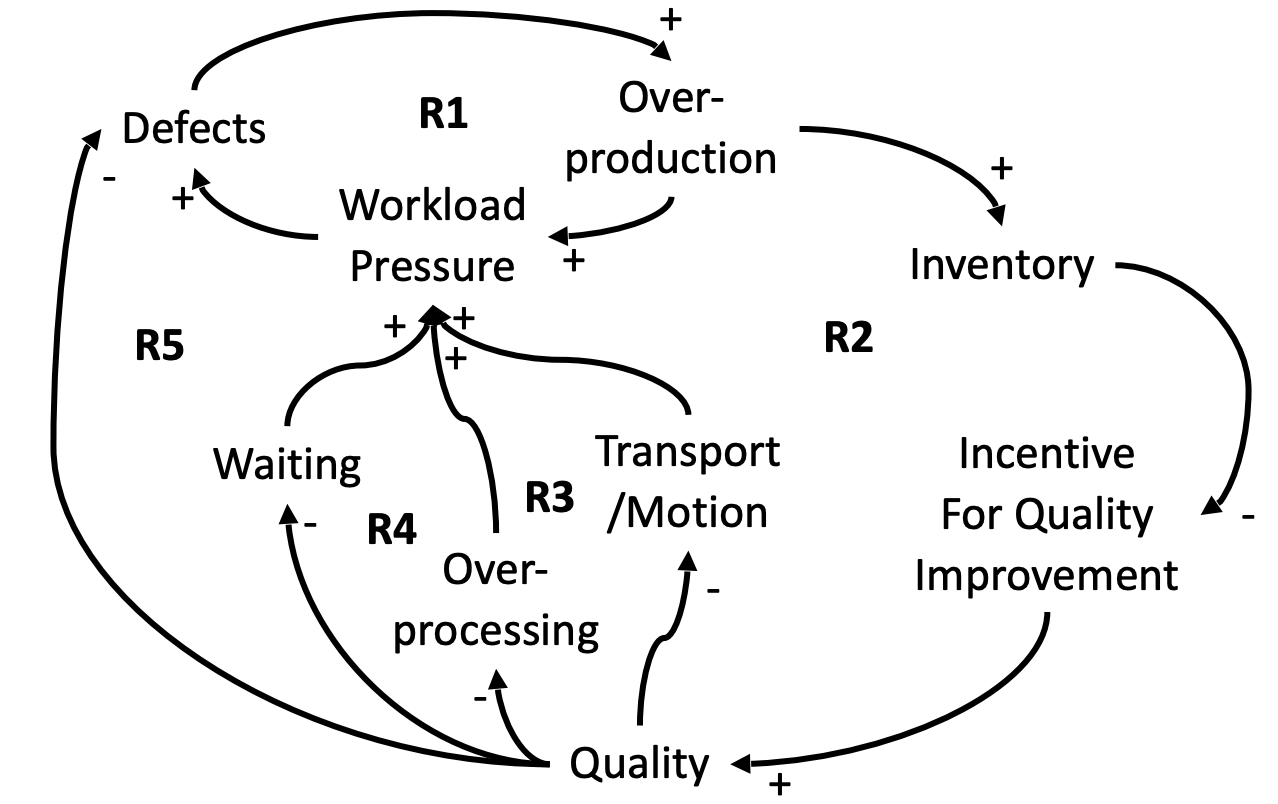 +
Over-
production
R1
Defects
-
+
Workload
Pressure
+
+
Inventory
R5
+
+
+
R2
Waiting
Transport
/Motion
Incentive
For Quality
Improvement
-
-
R4
R3
Over-
processing
-
-
Quality
+